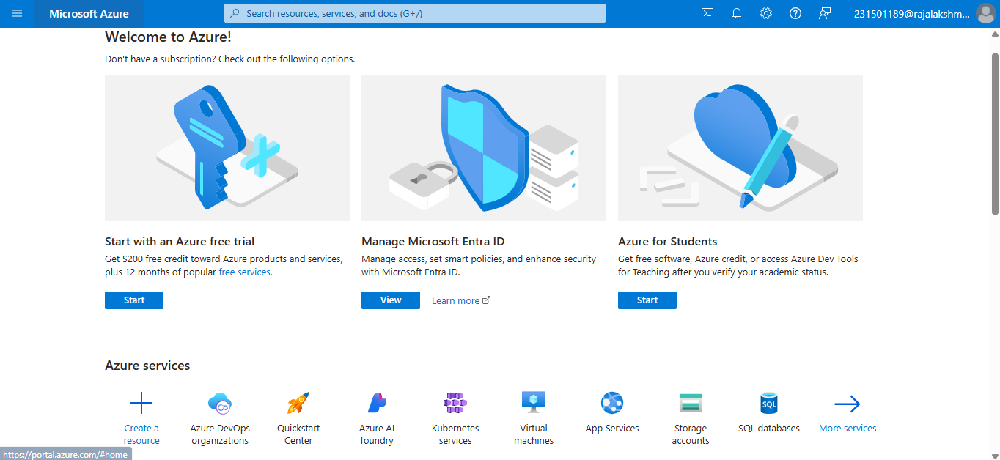 Microsoft Azure
Search resources, services, and docs (G+/)
231501189@rajalakshm...
Welcome to Azure!
Don't have a subscription? Check out the following options.
Start with an Azure free trial
Get $200 free credit toward Azure products and services,
plus 12 months of popular free services.
Start
Manage Microsoft Entra ID
Manage access, set smart policies, and enhance security
with Microsoft Entra ID.
View
Learn more
Azure for Students
Get free software, Azure credit, or access Azure Dev Tools
for Teaching after you verify your academic status.
Start
Azure services
Create a
resource
Azure DevOps
organizations
Quickstart
Center
Azure AI
foundry
Kubernetes
services
Virtual
machines
App Services
Storage
accounts
SQL
SQL databases
More services
https://portal.azure.com/#home